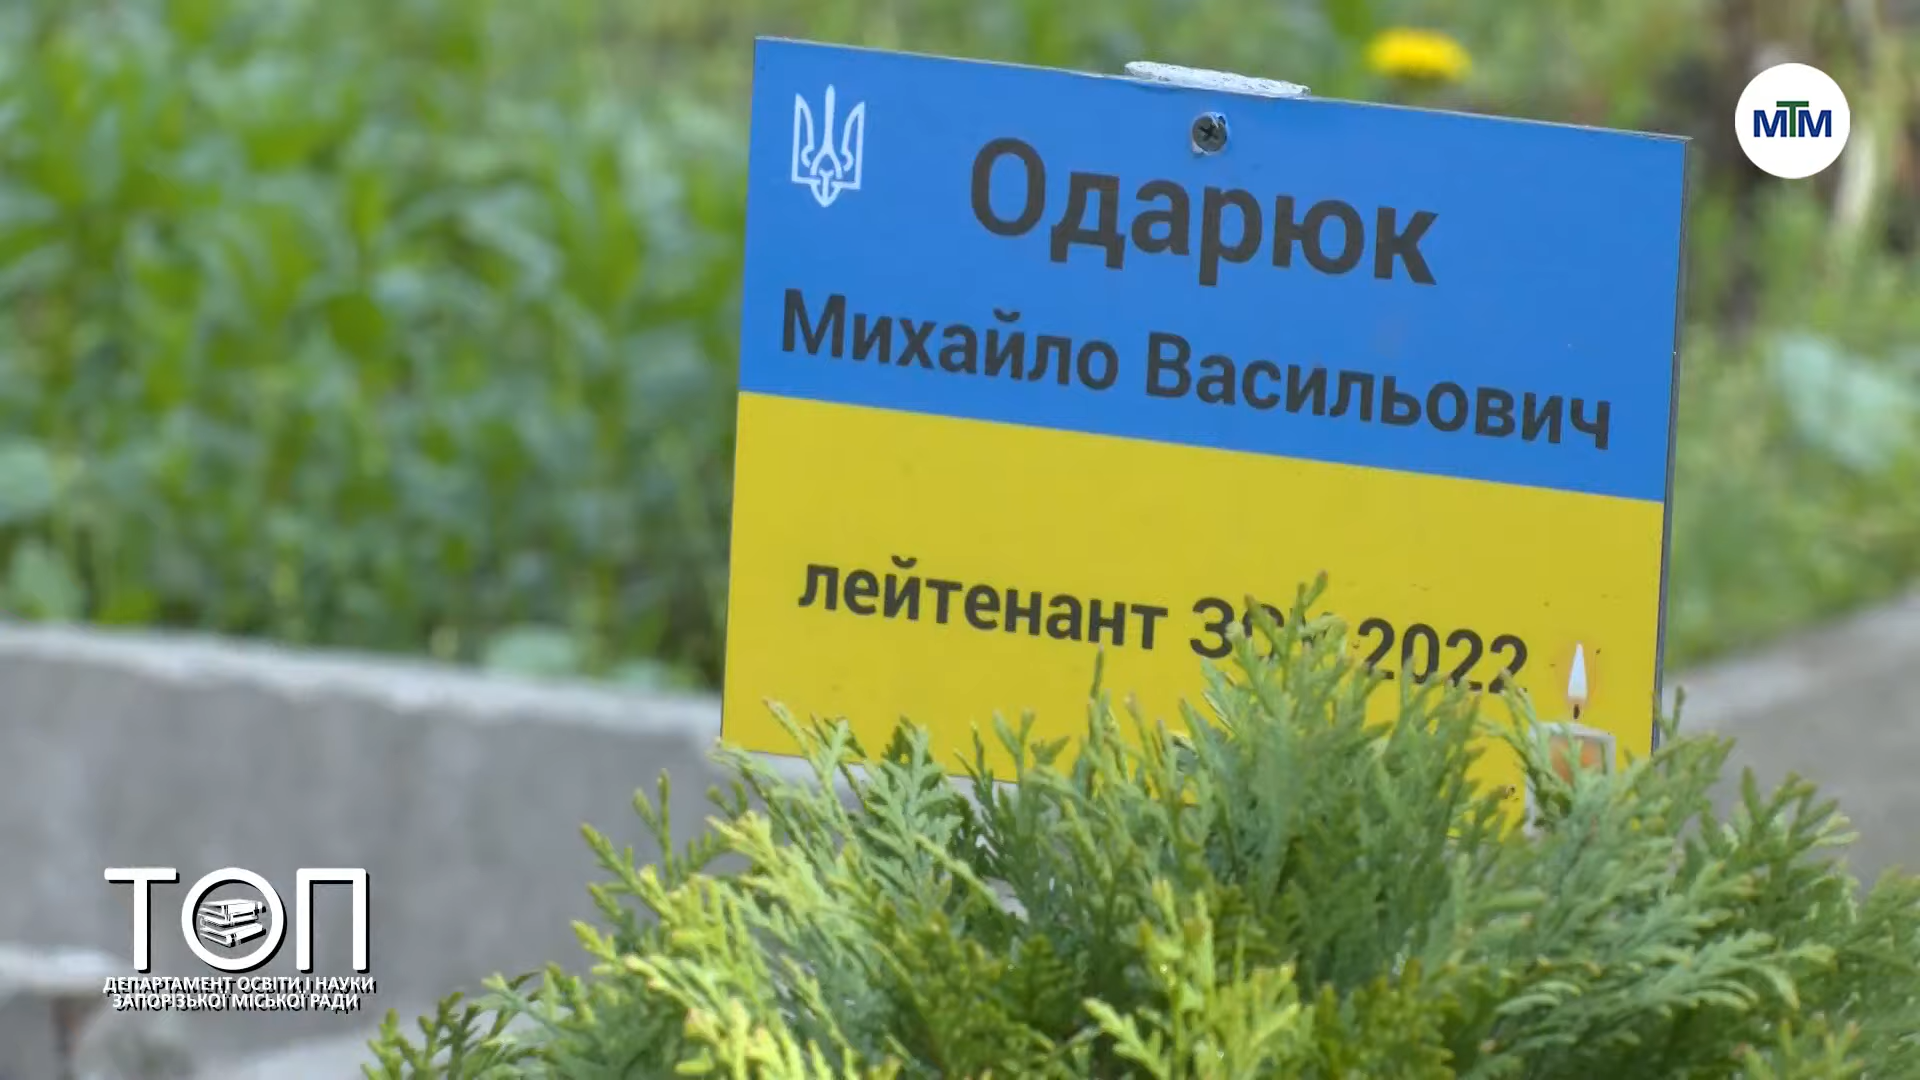 МТМ
Одарюк
Михайло Васильович
лейтенант 2022
ТОП
ДЕПАРТАМЕНТ ОСВІТИ І НАУКИ
ЗАПОРІЗЬКОЇ МІСЬКОЇ РАДИ